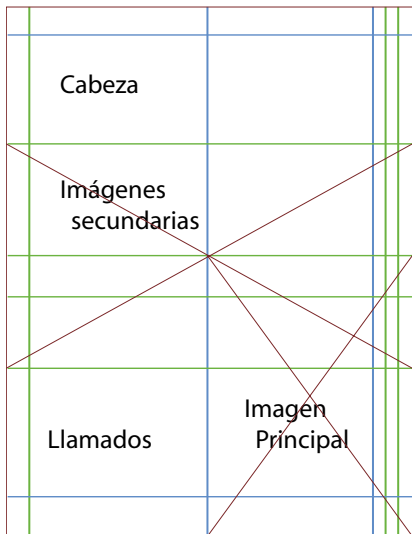 Cabeza
Imágenes
secundarias
Imagen
Principal
Llamados